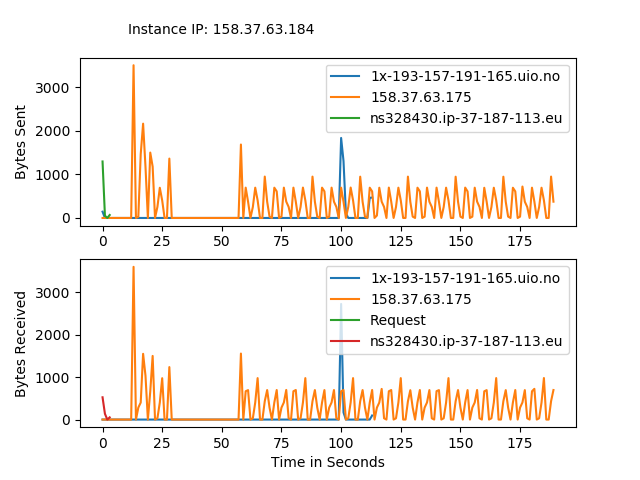 Instance IP: 158.37.63.184
Bytes Sent
3000
2000
1000
0
1x-193-157-191-165.uio.no
158.37.63.175
ns328430.ip-37-187-113.eu
0 25 50 75 100 125 150 175
Bytes Received
3000
2000
1000
0
1x-193-157-191-165.uio.no
158.37.63.175
Request
ns328430.ip-37-187-113.eu
0 25 50 75 100 125 150 175
Time in Seconds